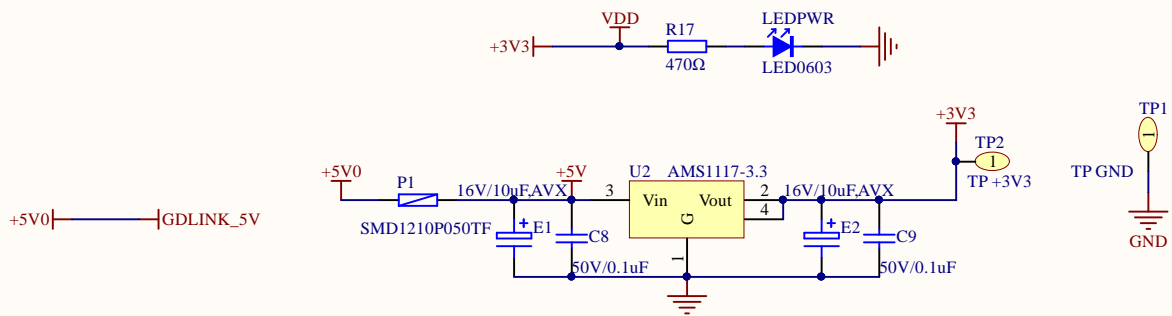 VDD
R17
LEDPWR
+3V3
470Ω
LED0603
+3V3
TP1
1
TP2
1
TP +3V3
TP GND
GND
+5V0
P1
SMD1210P050TF
16V/10uF,AVX
+5V
U2
AMS1117-3.3
3
Vin
Vout
G
2
4
1
16V/10uF,AVX
E1
C8
50V/0.1uF
E2
C9
50V/0.1uF
+5V0
GDLINK_5V